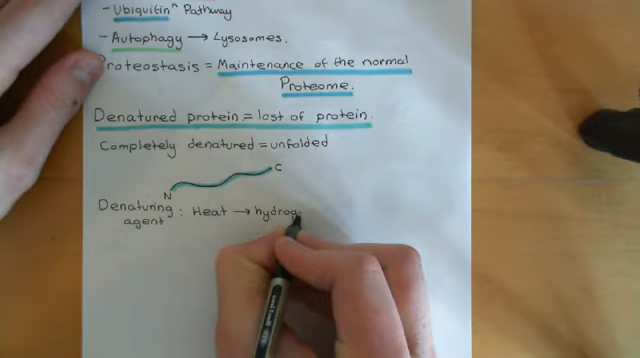 - Ubiquitin^ Pathway
- Autophagy → Lysosomes.
Proteostasis = Maintenance of the normal
Proteome.
Denatured protein = lost of protein.
Completely denatured = unfolded
C
N
Denaturing : Heat → hydrog
agent